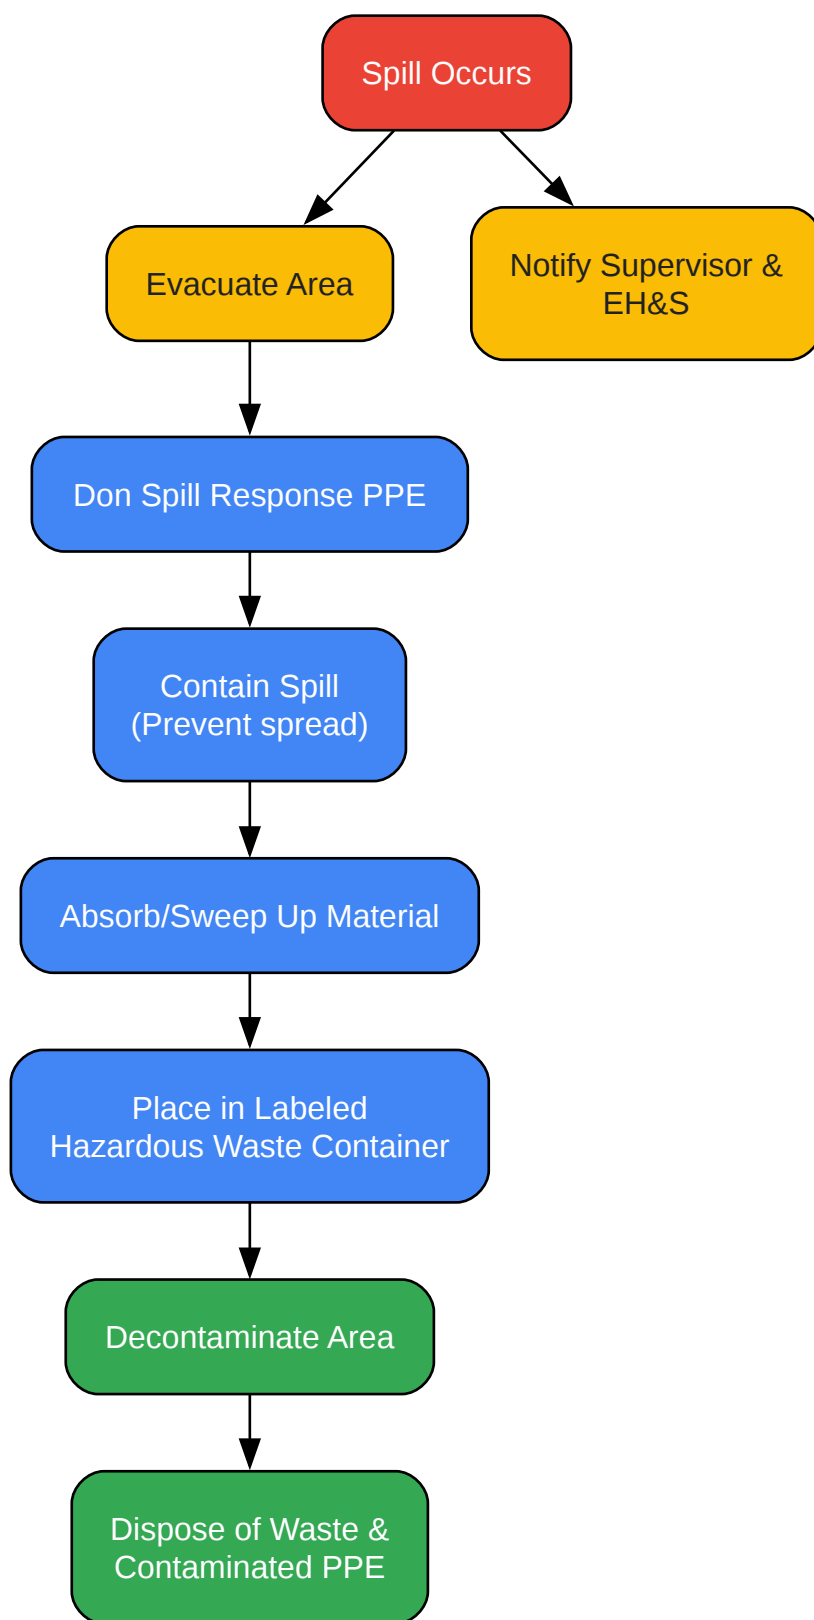 Spill Occurs
Evacuate Area
Notify Supervisor &
EH&S
Don Spill Response PPE
Contain Spill
(Prevent spread)
Absorb/Sweep Up Material
Place in Labeled
Hazardous Waste Container
Decontaminate Area
Dispose of Waste &
Contaminated PPE